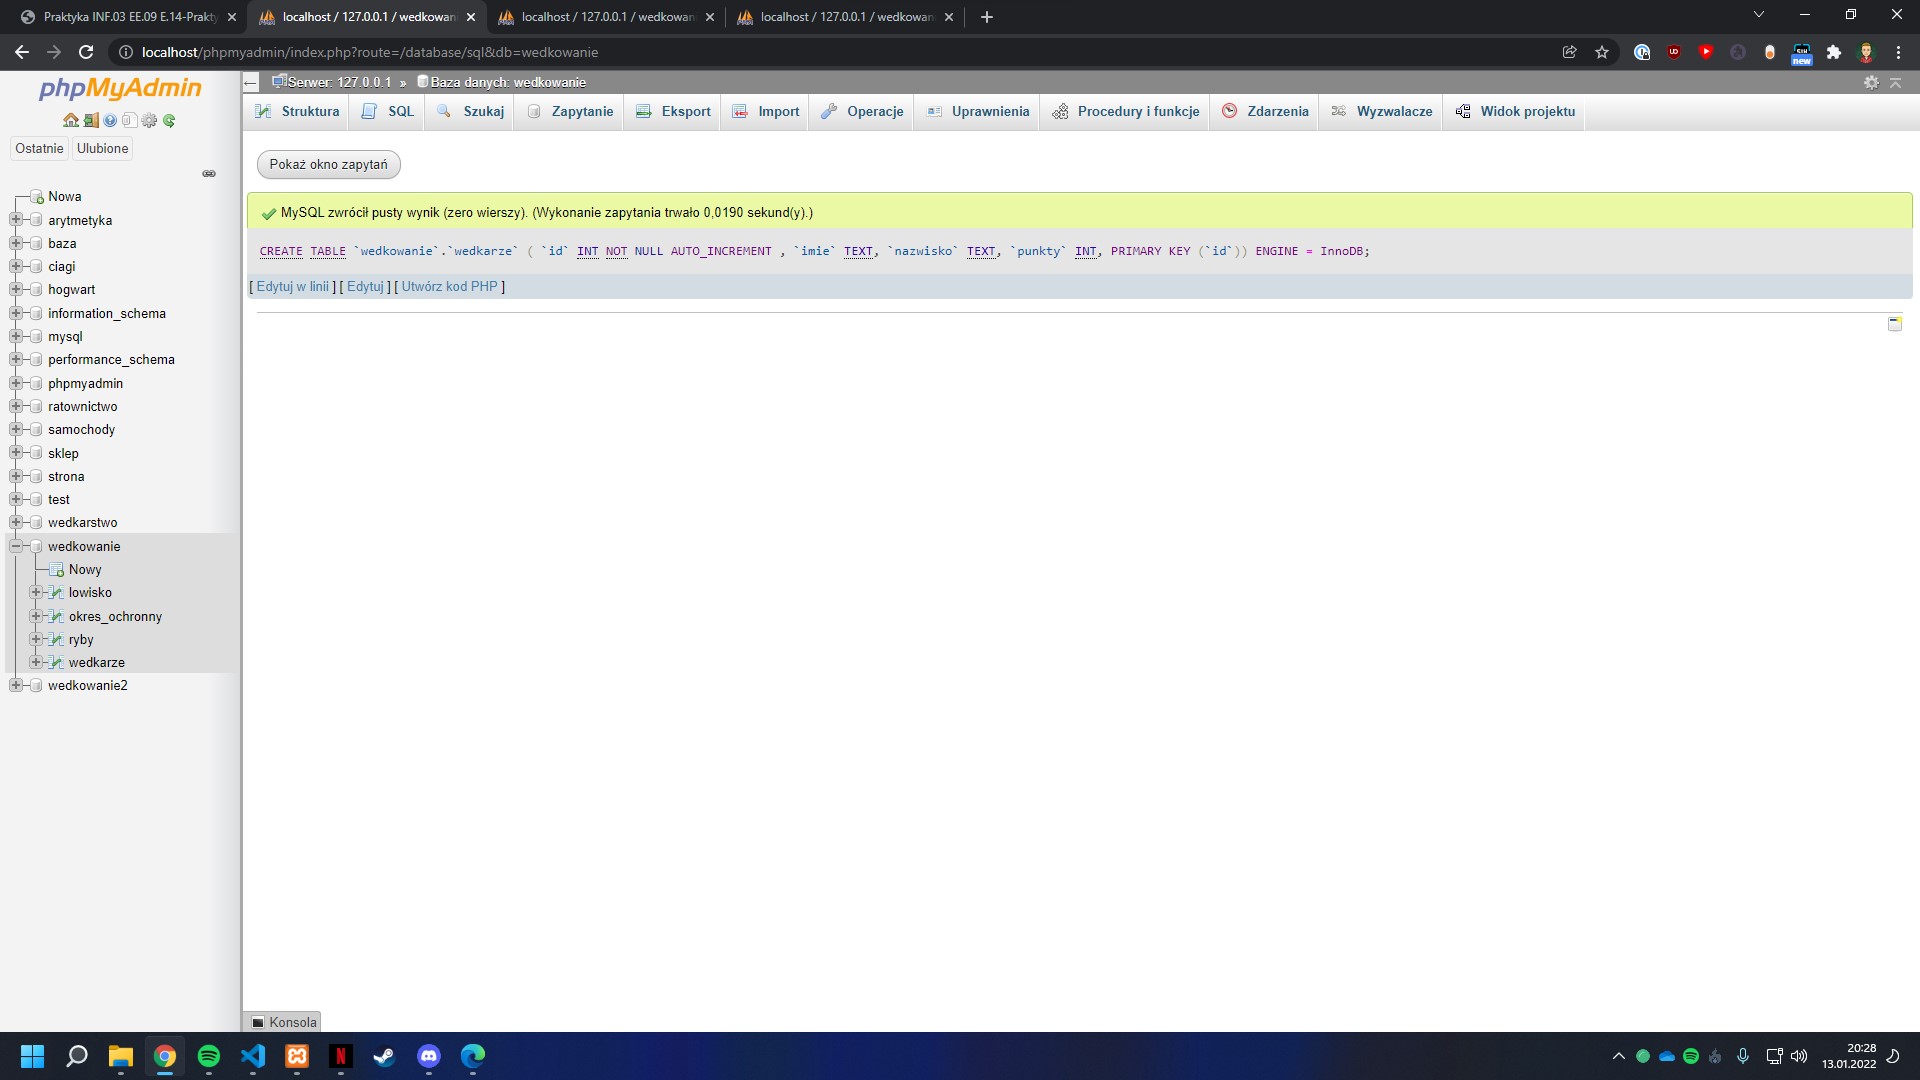 Praktyka INF.03 EE.09 E.14-Prakty
localhost / 127.0.0.1 / wedkowan
localhost / 127.0.0.1 / wedkowan
localhost / 127.0.0.1 / wedkowan
localhost/phpmyadmin/index.php?route=/database/sql&db=wedkowanie
new
phpMyAdmin
Ostatnie
Ulubione
Nowa
arytmetyka
baza
ciagi
hogwart
information_schema
mysql
performance_schema
phpmyadmin
ratownictwo
samochody
sklep
strona
test
wedkarstwo
wedkowanie
Nowy
lowisko
okres_ochronny
ryby
wedkarze
wedkowanie2
Serwer: 127.0.0.1 » Baza danych: wedkowanie
Struktura
SQL
Szukaj
Zapytanie
Eksport
Import
Operacje
Uprawnienia
Procedury i funkcje
Zdarzenia
Wyzwalacze
Widok projektu
Pokaż okno zapytań
MySQL zwrócił pusty wynik (zero wierszy). (Wykonanie zapytania trwało 0,0190 sekund(y).)
CREATE TABLE `wedkowanie`.`wedkarze` ( `id` INT NOT NULL AUTO_INCREMENT , `imie` TEXT, `nazwisko` TEXT, `punkty` INT, PRIMARY KEY (`id`)) ENGINE = InnoDB;
[ Edytuj w linii ] [ Edytuj ] [ Utwórz kod PHP ]
Konsola
20:28
13.01.2022